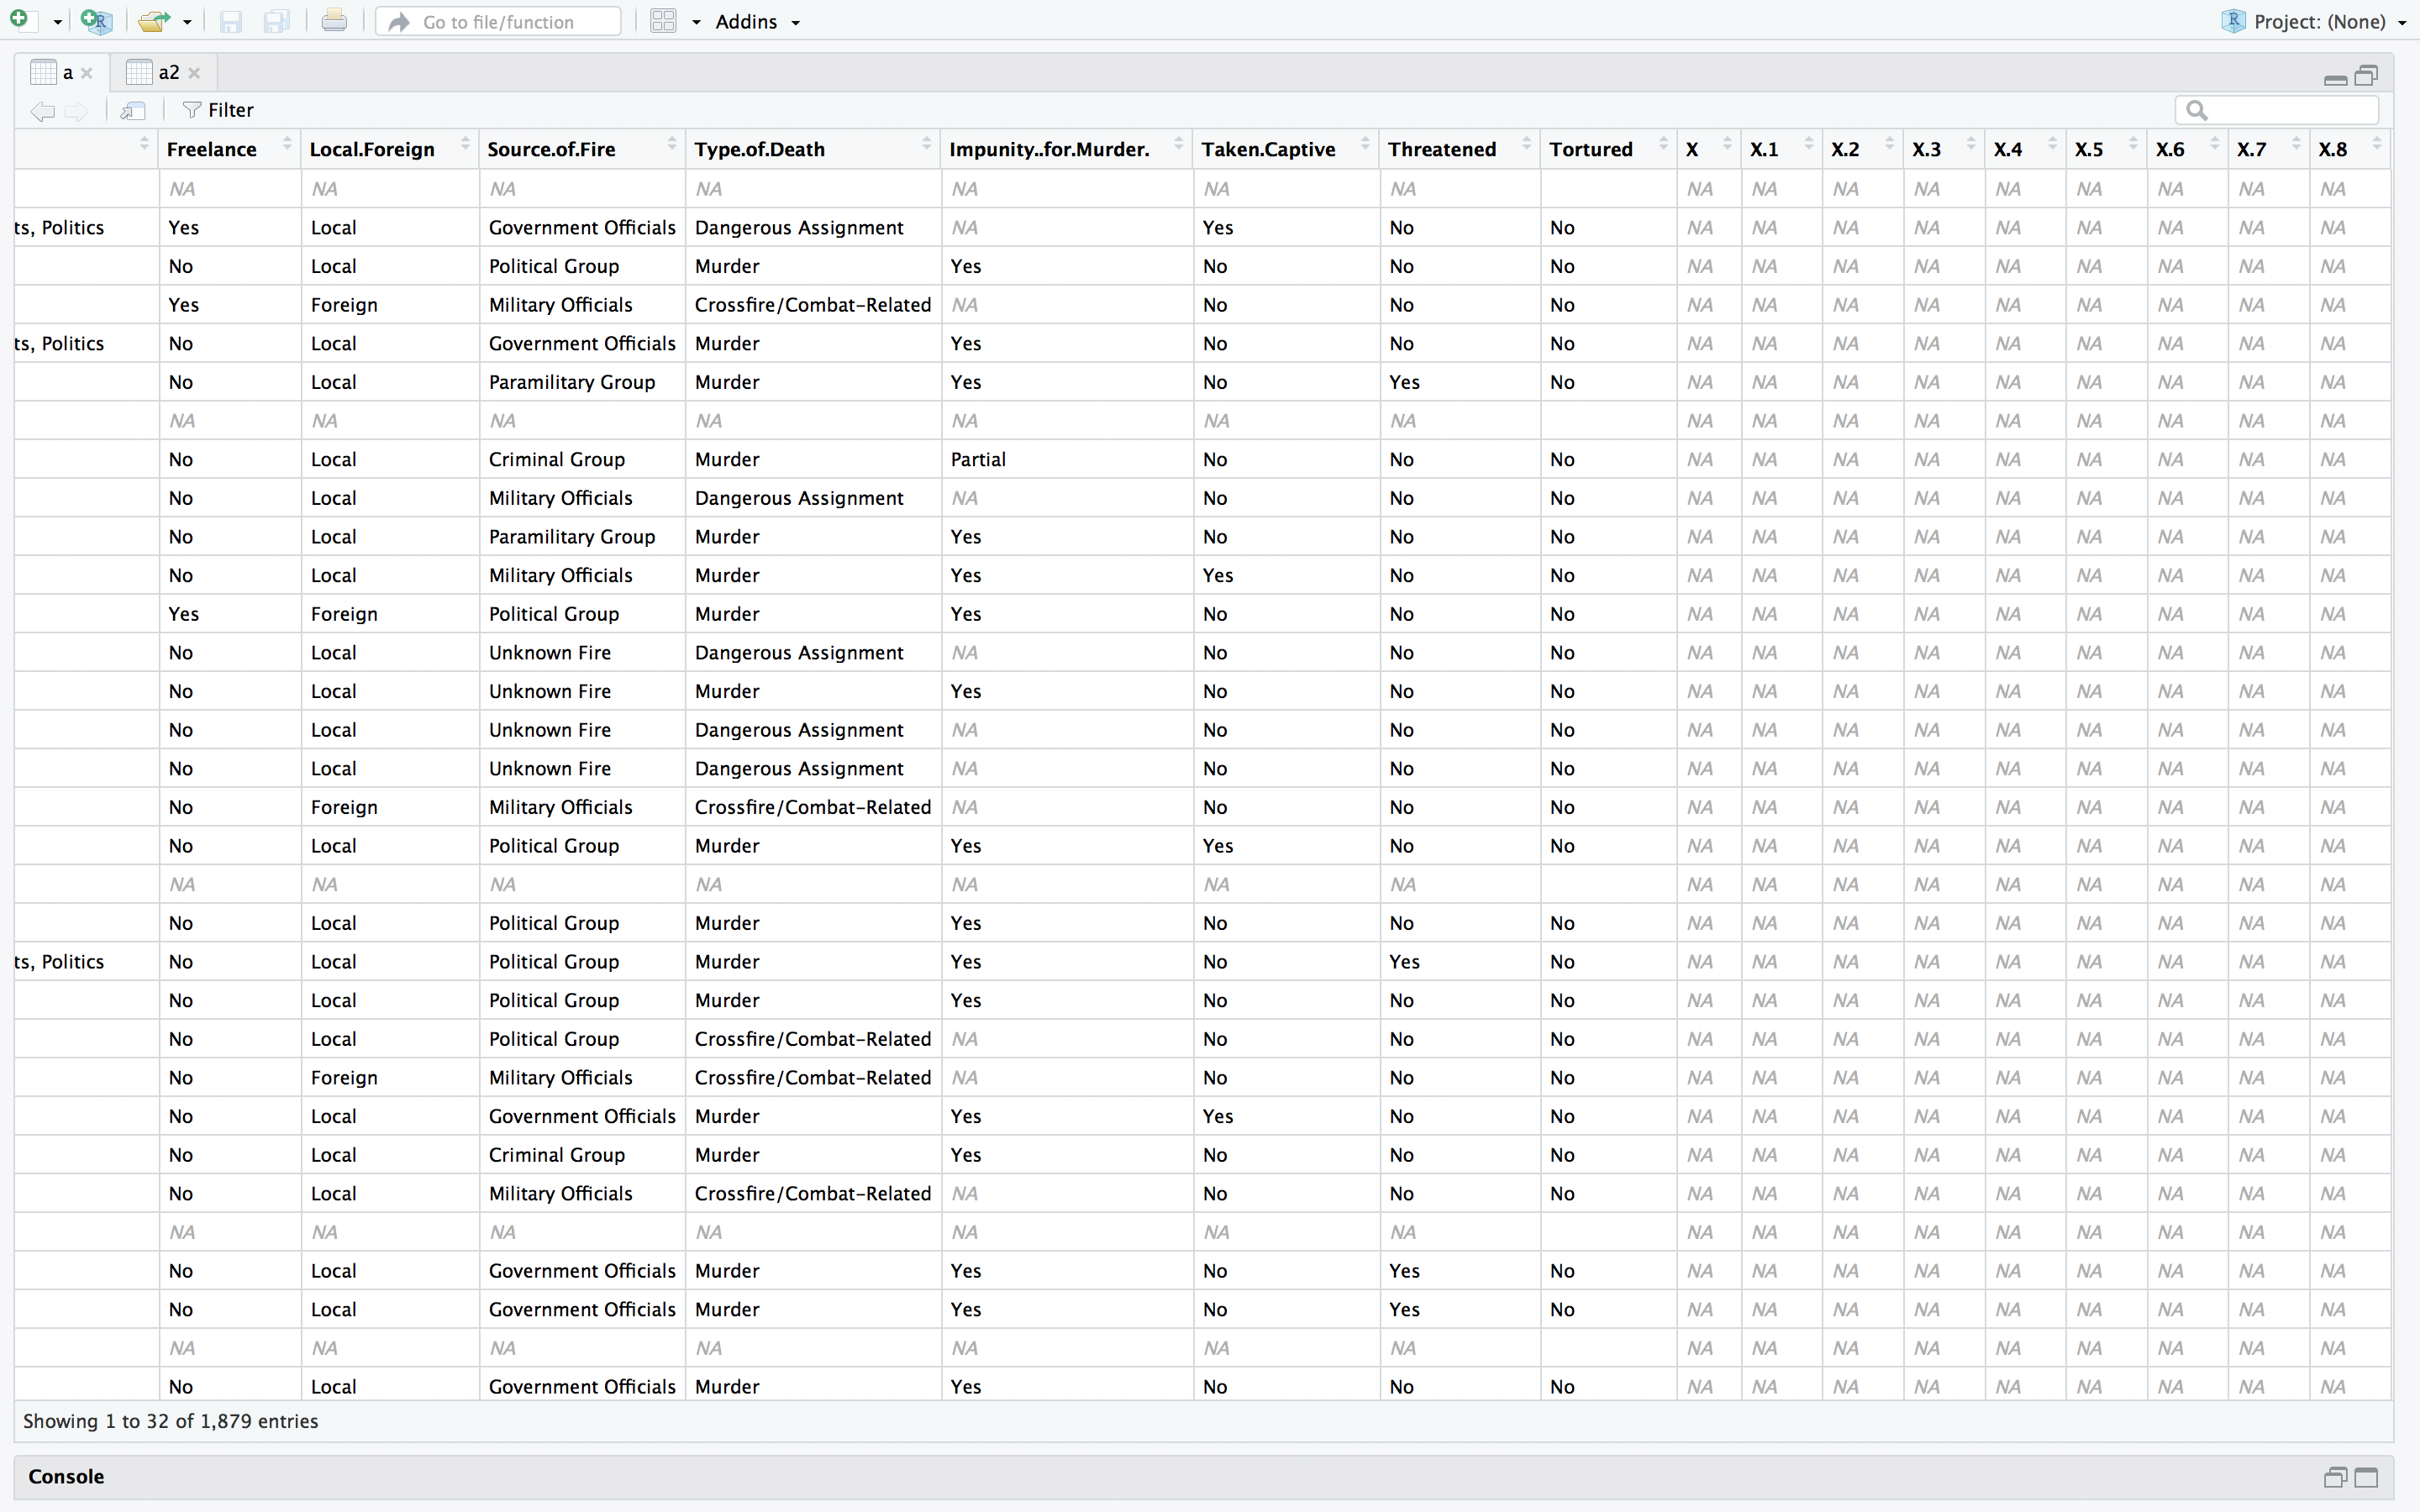 Go to file/function Addins Project: (None)
a a2
Filter
Freelance Local.Foreign Source.of.Fire Type.of.Death Impunity..for.Murder. Taken.Captive Threatened Tortured X X.1 X.2 X.3 X.4 X.5 X.6 X.7 X.8
NA NA NA NA NA NA NA NA NA NA NA NA NA NA NA NA
ts, Politics Yes Local Government Officials Dangerous Assignment NA Yes No No NA NA NA NA NA NA NA NA NA
No Local Political Group Murder Yes No No No NA NA NA NA NA NA NA NA NA
Yes Foreign Military Officials Crossfire/Combat-Related NA No No No NA NA NA NA NA NA NA NA NA
ts, Politics No Local Government Officials Murder Yes No No No NA NA NA NA NA NA NA NA NA
No Local Paramilitary Group Murder Yes No Yes No NA NA NA NA NA NA NA NA NA
NA NA NA NA NA NA NA NA NA NA NA NA NA NA NA NA
No Local Criminal Group Murder Partial No No No NA NA NA NA NA NA NA NA NA
No Local Military Officials Dangerous Assignment NA No No No NA NA NA NA NA NA NA NA NA
No Local Paramilitary Group Murder Yes No No No NA NA NA NA NA NA NA NA NA
No Local Military Officials Murder Yes Yes No No NA NA NA NA NA NA NA NA NA
Yes Foreign Political Group Murder Yes No No No NA NA NA NA NA NA NA NA NA
No Local Unknown Fire Dangerous Assignment NA No No No NA NA NA NA NA NA NA NA NA
No Local Unknown Fire Murder Yes No No No NA NA NA NA NA NA NA NA NA
No Local Unknown Fire Dangerous Assignment NA No No No NA NA NA NA NA NA NA NA NA
No Local Unknown Fire Dangerous Assignment NA No No No NA NA NA NA NA NA NA NA NA
No Foreign Military Officials Crossfire/Combat-Related NA No No No NA NA NA NA NA NA NA NA NA
No Local Political Group Murder Yes Yes No No NA NA NA NA NA NA NA NA NA
NA NA NA NA NA NA NA NA NA NA NA NA NA NA NA NA
No Local Political Group Murder Yes No No No NA NA NA NA NA NA NA NA NA
ts, Politics No Local Political Group Murder Yes No Yes No NA NA NA NA NA NA NA NA NA
No Local Political Group Murder Yes No No No NA NA NA NA NA NA NA NA NA
No Local Political Group Crossfire/Combat-Related NA No No No NA NA NA NA NA NA NA NA NA
No Foreign Military Officials Crossfire/Combat-Related NA No No No NA NA NA NA NA NA NA NA NA
No Local Government Officials Murder Yes Yes No No NA NA NA NA NA NA NA NA NA
No Local Criminal Group Murder Yes No No No NA NA NA NA NA NA NA NA NA
No Local Military Officials Crossfire/Combat-Related NA No No No NA NA NA NA NA NA NA NA NA
NA NA NA NA NA NA NA NA NA NA NA NA NA NA NA NA
No Local Government Officials Murder Yes No Yes No NA NA NA NA NA NA NA NA NA
No Local Government Officials Murder Yes No Yes No NA NA NA NA NA NA NA NA NA
NA NA NA NA NA NA NA NA NA NA NA NA NA NA NA NA
No Local Government Officials Murder Yes No No No NA NA NA NA NA NA NA NA NA
Showing 1 to 32 of 1,879 entries
Console